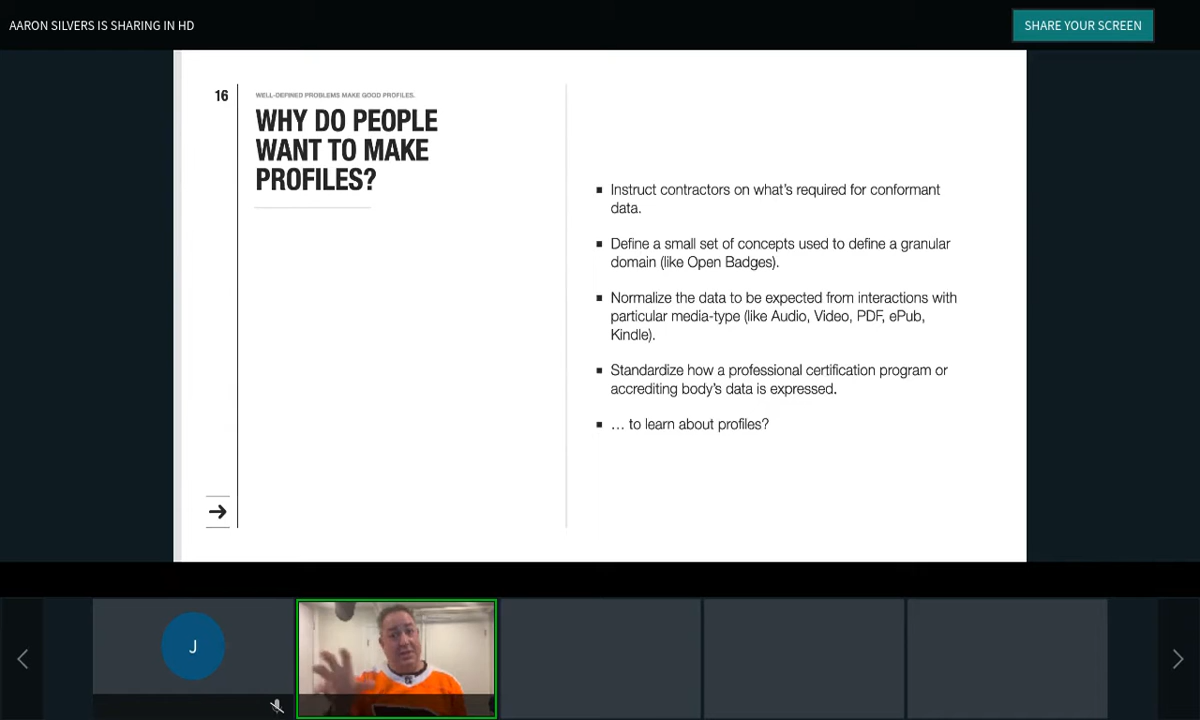 AARON SILVERS IS SHARING IN HD
SHARE YOUR SCREEN
16
WELL-DEFINED PROBLEMS MAKE GOOD PROFILES.
WHY DO PEOPLE
WANT TO MAKE
PROFILES?
▪ Instruct contractors on what's required for conformant
data.
▪ Define a small set of concepts used to define a granular
domain (like Open Badges).
▪ Normalize the data to be expected from interactions with
particular media-type (like Audio, Video, PDF, ePub,
Kindle).
▪ Standardize how a professional certification program or
accrediting body's data is expressed.
▪ … to learn about profiles?
J